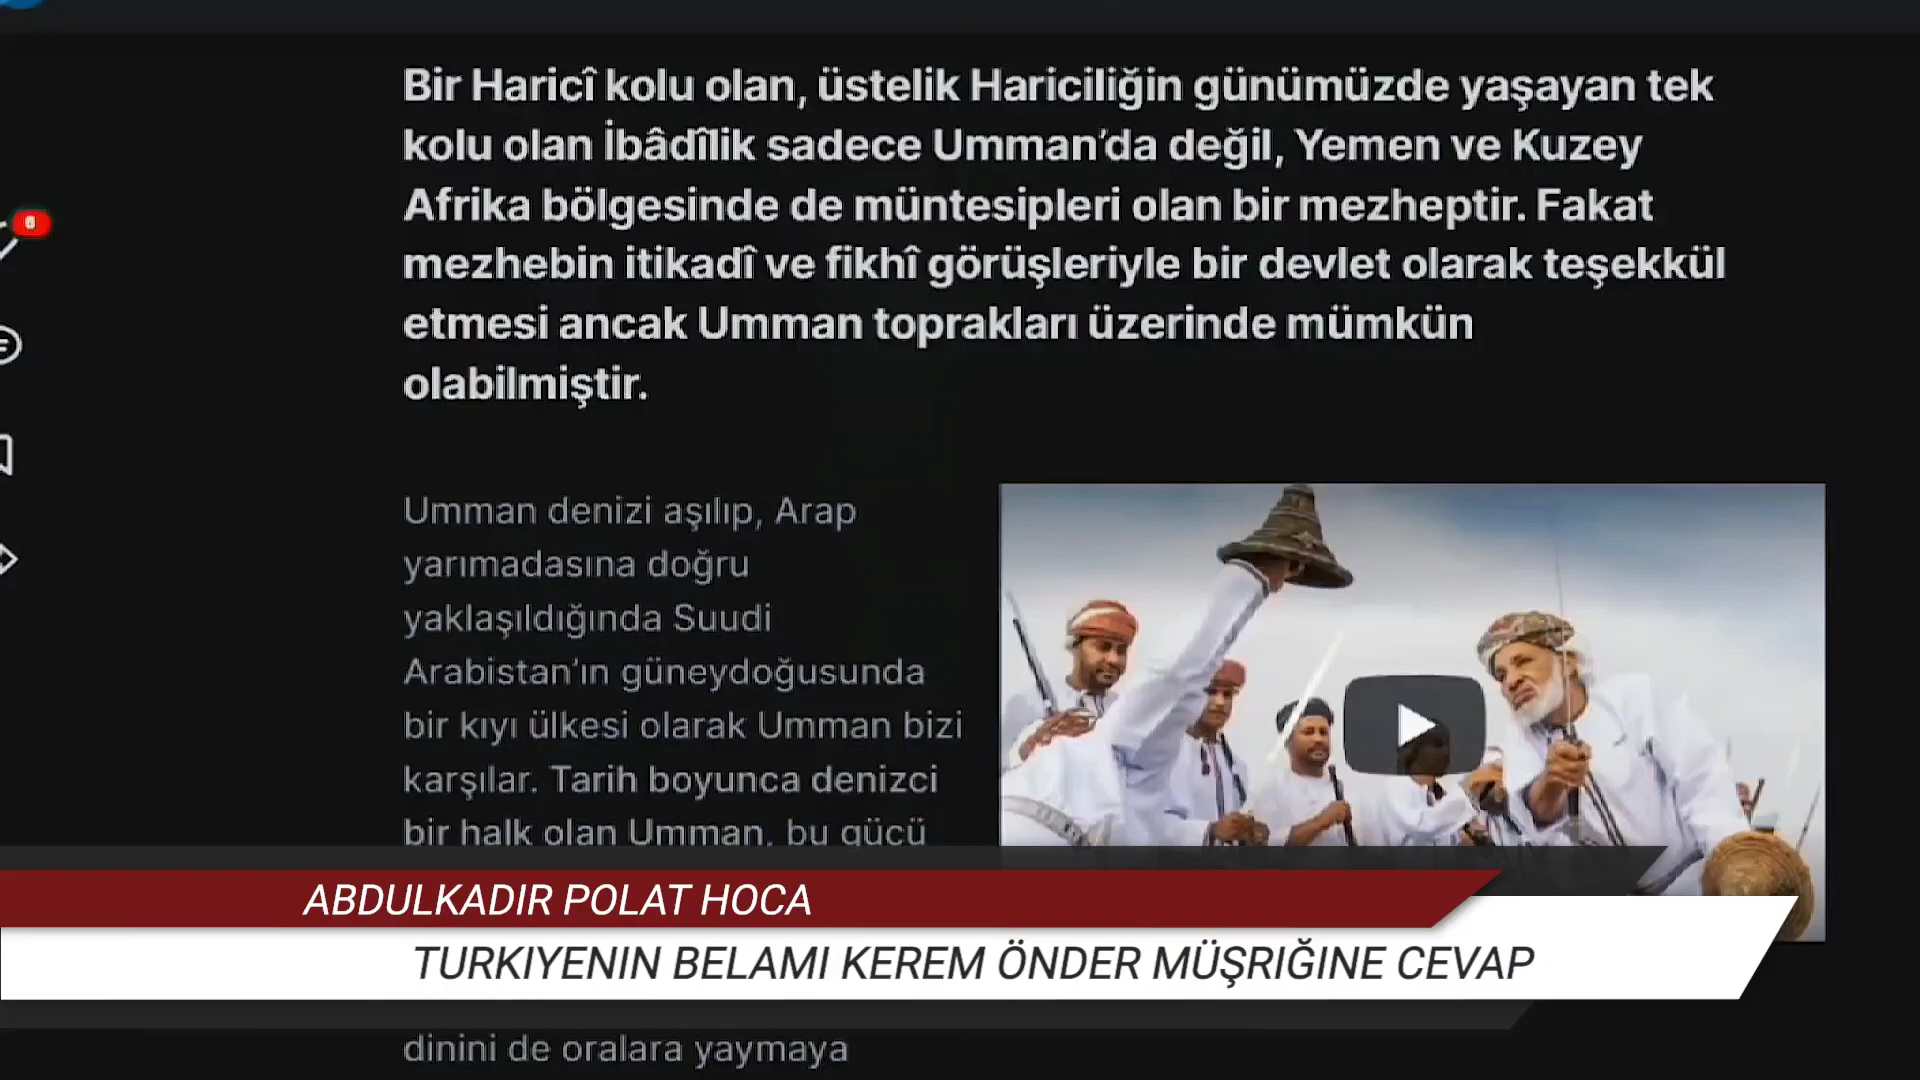 Bir Haricî kolu olan, üstelik Hariciliğin günümüzde yaşayan tek
kolu olan İbâdîlik sadece Umman'da değil, Yemen ve Kuzey
Afrika bölgesinde de müntesipleri olan bir mezheptir. Fakat
mezhebin itikadî ve fikhî görüşleriyle bir devlet olarak teşekkül
etmesi ancak Umman toprakları üzerinde mümkün
olabilmiştir.
6
Umman denizi aşılıp, Arap
yarımadasına doğru
yaklaşıldığında Suudi
Arabistan'ın güneydoğusunda
bir kıyı ülkesi olarak Umman bizi
karşılar. Tarih boyunca denizci
bir halk olan Umman, bu gücü
ABDULKADIR POLAT HOCA
TURKIYENIN BELAMI KEREM ÖNDER MÜŞRIĞINE CEVAP
dinini de oralara yaymaya